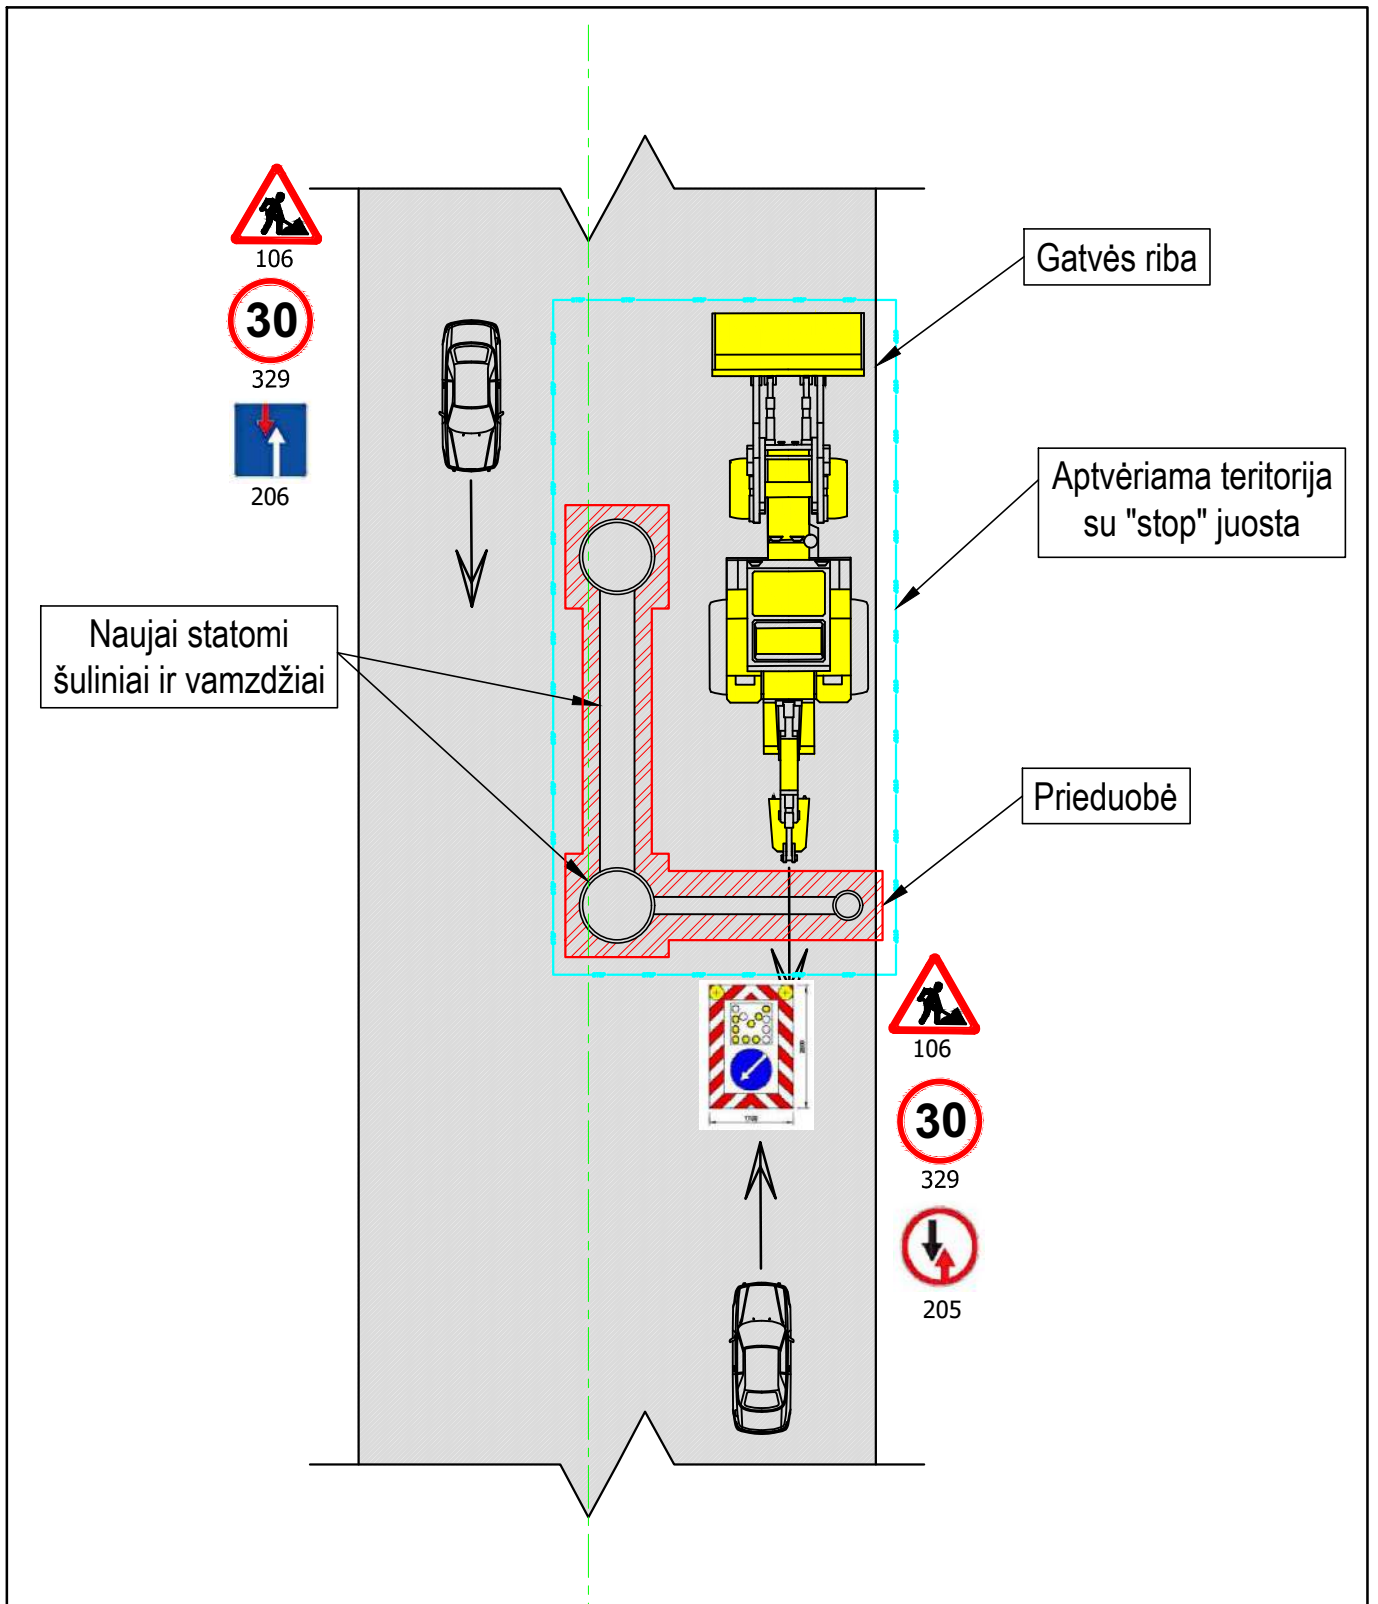 106
30
329
206
Gatvės riba
Aptvėriama teritorija
su "stop" juosta
Naujai statomi
šuliniai ir vamzdžiai
Prieduobė
106
30
329
205